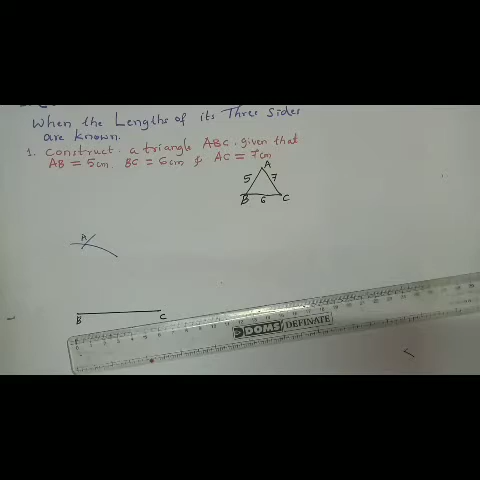 When the Lengths of its Three sides
are known.
1. Construct a triangle ABC. given that
AB = 5cm. BC = 6cm & AC = 7cm
A
5 7
B 6 C
A
B C
DOMS DEFINATE